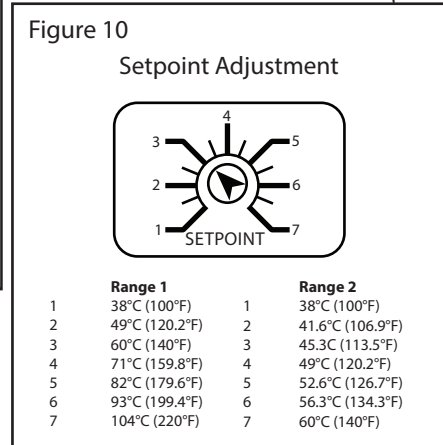 Figure 10
Setpoint Adjustment
4
3 5
2 6
1 7
SETPOINT
Range 1 Range 2
1 38°C (100°F) 1 38°C (100°F)
2 49°C (120.2°F) 2 41.6°C (106.9°F)
3 60°C (140°F) 3 45.3C (113.5°F)
4 71°C (159.8°F) 4 49°C (120.2°F)
5 82°C (179.6°F) 5 52.6°C (126.7°F)
6 93°C (199.4°F) 6 56.3°C (134.3°F)
7 104°C (220°F) 7 60°C (140°F)